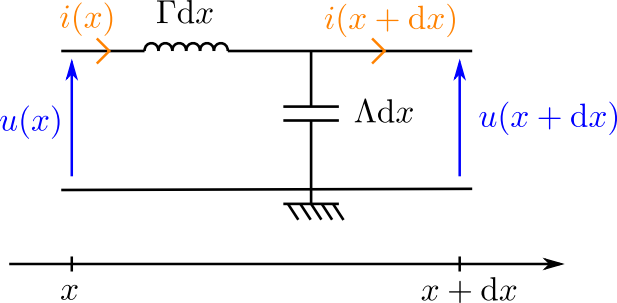 i(x)
Γdx
i(x + dx)
u(x)
Λdx
u(x + dx)
x
x + dx